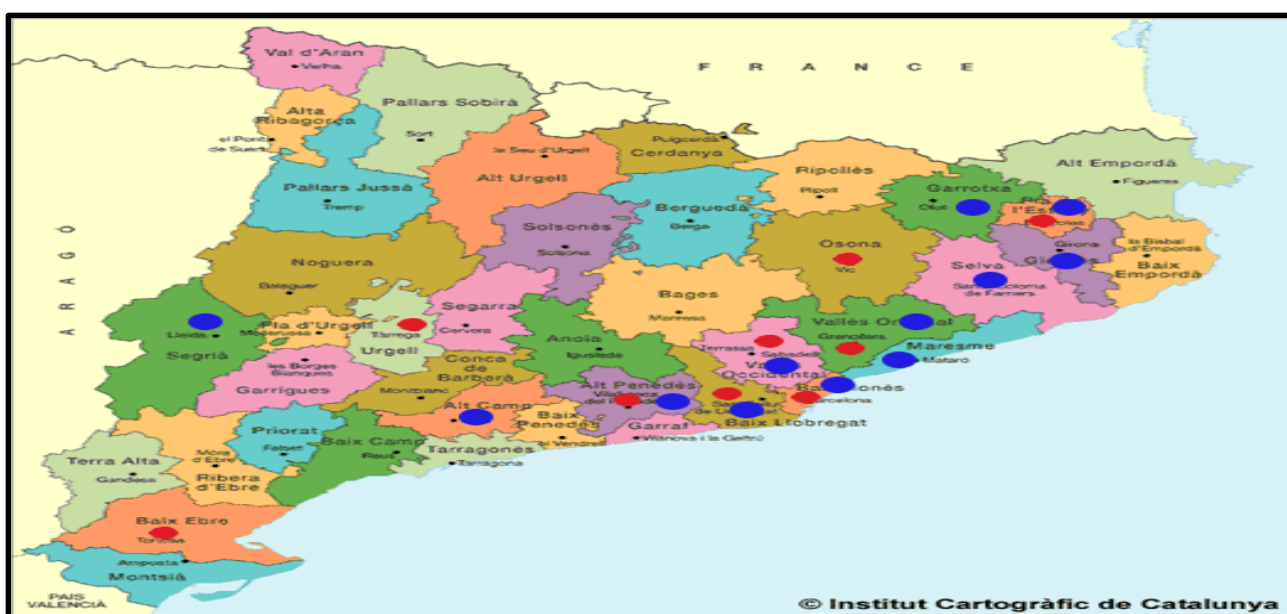 Val d'Aran
Vielha
F R A N C E
Alta
Ribagorça
el Pont
de Suert
Pallars Sobirà
Sort
Puigcerdà
Cerdanya
la Seu d'Urgell
Alt Urgell
Ripollès
Ripoll
Alt Empordà
Figueres
Garrotxa
Olot
Pallars Jussà
Tremp
Berguedà
Berga
Solsonès
Solsona
Osona
Vic
Girona
la Bisbal
d'Empordà
Baix
Empordà
A R A G Ó
Noguera
Balaguer
Selva
de Farners
Bages
Manresa
Segarra
Cervera
Lleida
Segrià
Pla d'Urgell
Mollerussa
Tàrrega
Urgell
Anoia
Igualada
Granollers
Maresme
Mataró
Terrassa
Sabadell
les Borges
Blanques
Garrigues
Conca
de
Barberà
Montblanc
Alt Penedès
Alt Camp
Baix
Penedès
el Vendrell
Garraf
Vilanova i la Geltrú
Baix Llobregat
Priorat
Falset
Baix Camp
Reus
Tarragonès
Tarragona
Terra Alta
Gandesa
Móra
d'Ebre
Ribera
d'Ebre
Baix Ebre
Amposta
Montsià
PAIS
VALENCIÀ
© Institut Cartogràfic de Catalunya